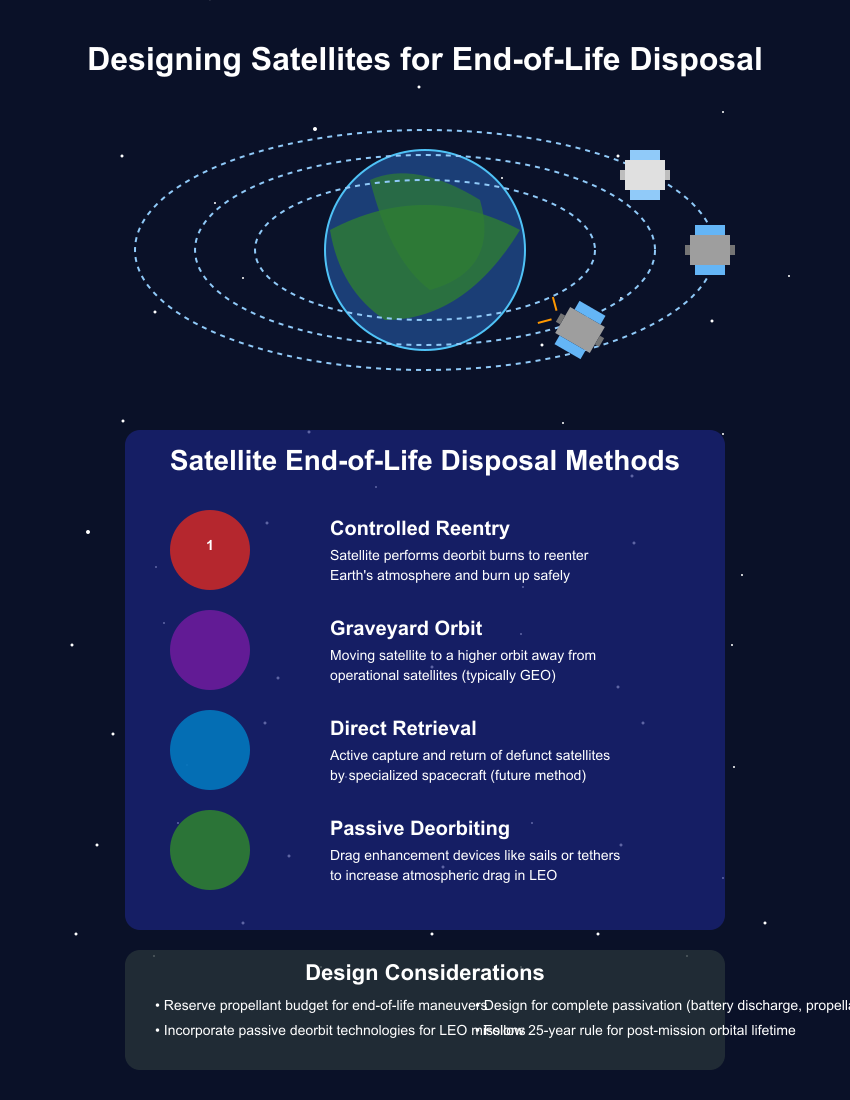 Designing Satellites for End-of-Life Disposal
Satellite End-of-Life Disposal Methods
1
Controlled Reentry
Satellite performs deorbit burns to reenter
Earth's atmosphere and burn up safely
Graveyard Orbit
Moving satellite to a higher orbit away from
operational satellites (typically GEO)
Direct Retrieval
Active capture and return of defunct satellites
by specialized spacecraft (future method)
Passive Deorbiting
Drag enhancement devices like sails or tethers
to increase atmospheric drag in LEO
Design Considerations
• Reserve propellant budget for end-of-life maneuvers
• Design for complete passivation (battery discharge, propella
• Incorporate passive deorbit technologies for LEO missions
• Follow 25-year rule for post-mission orbital lifetime